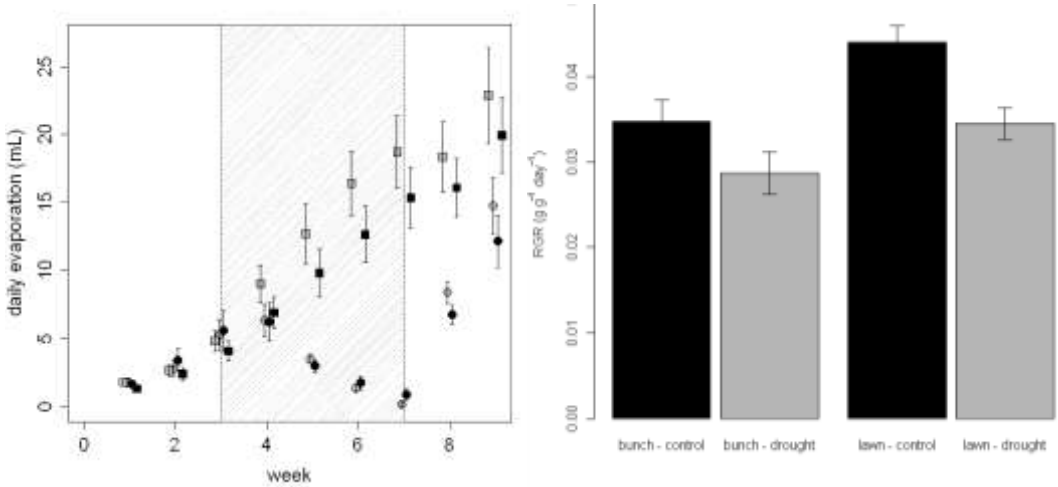 daily evaporation (mL)
25
20
15
10
5
0
0 2 4 6 8
week
RGR (g g⁻¹ day⁻¹)
0.04
0.03
0.02
0.01
0.00
bunch - control bunch - drought lawn - control lawn - drought